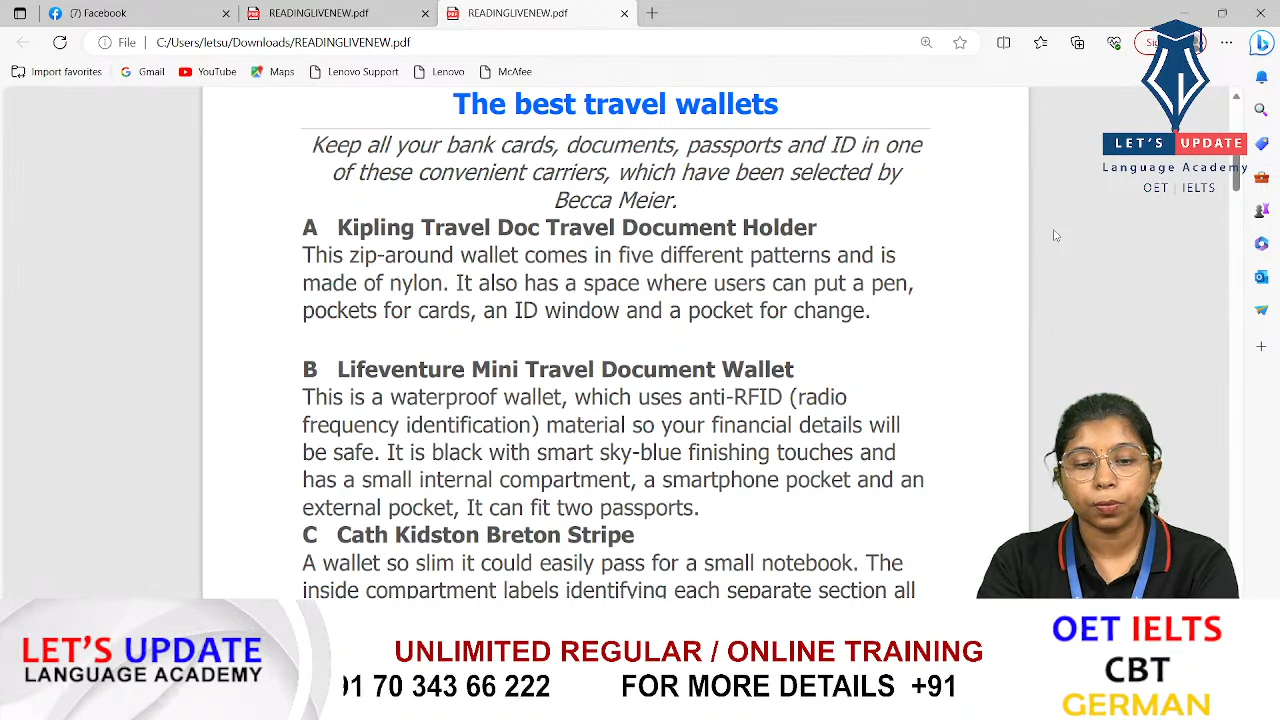 (7) Facebook
READINGLIVENEW.pdf
READINGLIVENEW.pdf
File
C:/Users/letsu/Downloads/READINGLIVENEW.pdf
Import favorites
Gmail
YouTube
Maps
Lenovo Support
Lenovo
McAfee
LET'S UPDATE
Language Academy
OET | IELTS
The best travel wallets
Keep all your bank cards, documents, passports and ID in one
of these convenient carriers, which have been selected by
Becca Meier.
A Kipling Travel Doc Travel Document Holder
This zip-around wallet comes in five different patterns and is
made of nylon. It also has a space where users can put a pen,
pockets for cards, an ID window and a pocket for change.
B Lifeventure Mini Travel Document Wallet
This is a waterproof wallet, which uses anti-RFID (radio
frequency identification) material so your financial details will
be safe. It is black with smart sky-blue finishing touches and
has a small internal compartment, a smartphone pocket and an
external pocket, It can fit two passports.
C Cath Kidston Breton Stripe
A wallet so slim it could easily pass for a small notebook. The
inside compartment labels identifying each separate section all
LET'S UPDATE
LANGUAGE ACADEMY
UNLIMITED REGULAR / ONLINE TRAINING
91 70 343 66 222 FOR MORE DETAILS +91
OET IELTS
CBT
GERMAN